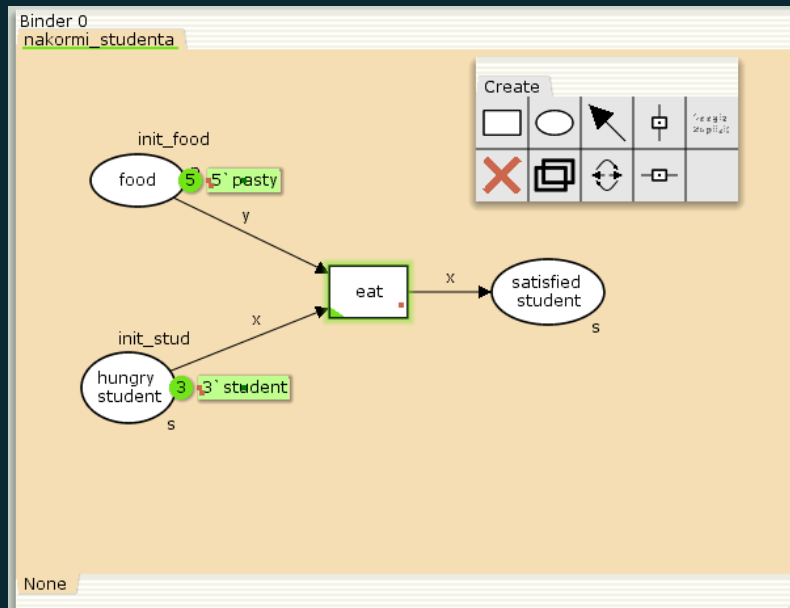 Binder 0
nakormi_studenta
Create
init_food
food
5
5`pasty
y
eat
x
satisfied
student
s
init_stud
x
hungry
student
3
3`student
s
None